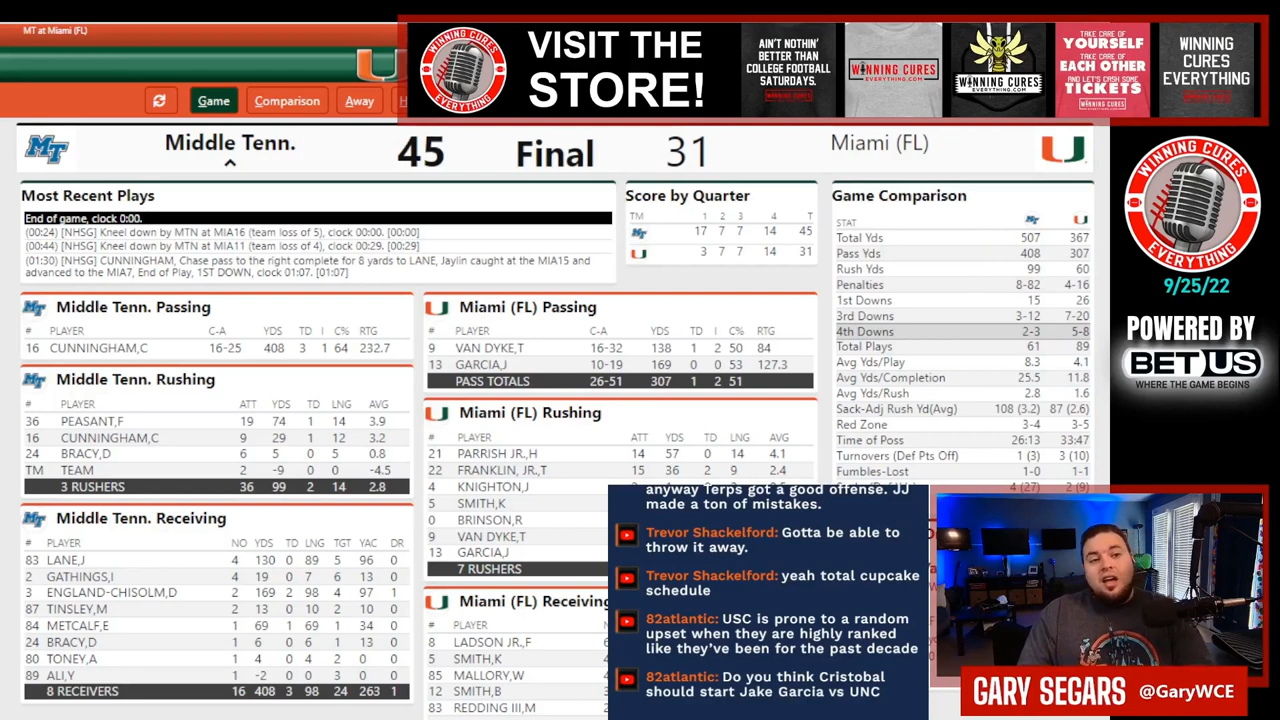 MT at Miami (FL)
Game
Comparison
Away
WINNING CURES
EVERYTHING
VISIT THE
STORE!
AIN'T NOTHIN'
BETTER THAN
COLLEGE FOOTBALL
SATURDAYS.
WINNING CURES
EVERYTHING.COM
WINNING CURES
EVERYTHING.COM
TAKE CARE OF
YOURSELF
TAKE CARE OF
EACH OTHER
AND LET'S CASH SOME
TICKETS
WINNING CURES
WINNING
CURES
EVERYTHING
Middle Tenn. 45 Final 31 Miami (FL)
Most Recent Plays
End of game, clock 0:00.
(00:24) [NHSG] Kneel down by MTN at MIA16 (team loss of 5), clock 00:00. [00:00]
(00:44) [NHSG] Kneel down by MTN at MIA11 (team loss of 4), clock 00:29. [00:29]
(01:30) [NHSG] CUNNINGHAM, Chase pass to the right complete for 8 yards to LANE, Jaylin caught at the MIA15 and
advanced to the MIA7, End of Play, 1ST DOWN, clock 01:07. [01:07]
Score by Quarter
TM 1 2 3 4 T
17 7 7 14 45
3 7 7 14 31
Game Comparison
STAT
Total Yds 507 367
Pass Yds 408 307
Rush Yds 99 60
Penalties 8-82 4-16
1st Downs 15 26
3rd Downs 3-12 7-20
4th Downs 2-3 5-8
Total Plays 61 89
Avg Yds/Play 8.3 4.1
Avg Yds/Completion 25.5 11.8
Avg Yds/Rush 2.8 1.6
Sack-Adj Rush Yd(Avg) 108 (3.2) 87 (2.6)
Red Zone 3-4 3-5
Time of Poss 26:13 33:47
Turnovers (Def Pts Off) 1 (3) 3 (10)
Fumbles-Lost 1-0 1-1
Middle Tenn. Passing
# PLAYER C-A YDS TD I C% RTG
16 CUNNINGHAM,C 16-25 408 3 1 64 232.7
Middle Tenn. Rushing
# PLAYER ATT YDS TD LNG AVG
36 PEASANT,F 19 74 1 14 3.9
16 CUNNINGHAM,C 9 29 1 12 3.2
24 BRACY,D 6 5 0 5 0.8
TM TEAM 2 -9 0 0 -4.5
3 RUSHERS 36 99 2 14 2.8
Middle Tenn. Receiving
# PLAYER NO YDS TD LNG TGT YAC DR
83 LANE,J 4 130 0 89 5 96 0
2 GATHINGS,I 4 19 0 7 6 13 0
3 ENGLAND-CHISOLM,D 2 169 2 98 4 97 1
87 TINSLEY,M 2 13 0 10 2 10 0
84 METCALF,E 1 69 1 69 1 34 0
24 BRACY,D 1 6 0 6 1 13 0
80 TONEY,A 1 4 0 4 2 0 0
89 ALI,Y 1 -2 0 0 3 0 0
8 RECEIVERS 16 408 3 98 24 263 1
Miami (FL) Passing
# PLAYER C-A YDS TD I C% RTG
9 VAN DYKE,T 16-32 138 1 2 50 84
13 GARCIA,J 10-19 169 0 0 53 127.3
PASS TOTALS 26-51 307 1 2 51
Miami (FL) Rushing
# PLAYER ATT YDS TD LNG AVG
21 PARRISH JR.,H 14 57 0 14 4.1
22 FRANKLIN, JR.,T 15 36 2 9 2.4
4 KNIGHTON,J
5 SMITH,K
0 BRINSON,R
9 VAN DYKE,T
13 GARCIA,J
7 RUSHERS
Miami (FL) Receiving
# PLAYER
8 LADSON JR.,F
5 SMITH,K
85 MALLORY,W
12 SMITH,B
83 REDDING III,M
anyway Terps got a good offense. JJ
made a ton of mistakes.
Trevor Shackelford: Gotta be able to
throw it away.
Trevor Shackelford: yeah total cupcake
schedule
82atlantic: USC is prone to a random
upset when they are highly ranked
like they've been for the past decade
82atlantic: Do you think Cristobal
should start Jake Garcia vs UNC
WINNING CURES
EVERYTHING
9/25/22
POWERED BY
BETUS
WHERE THE GAME BEGINS
GARY SEGARS @GaryWCE